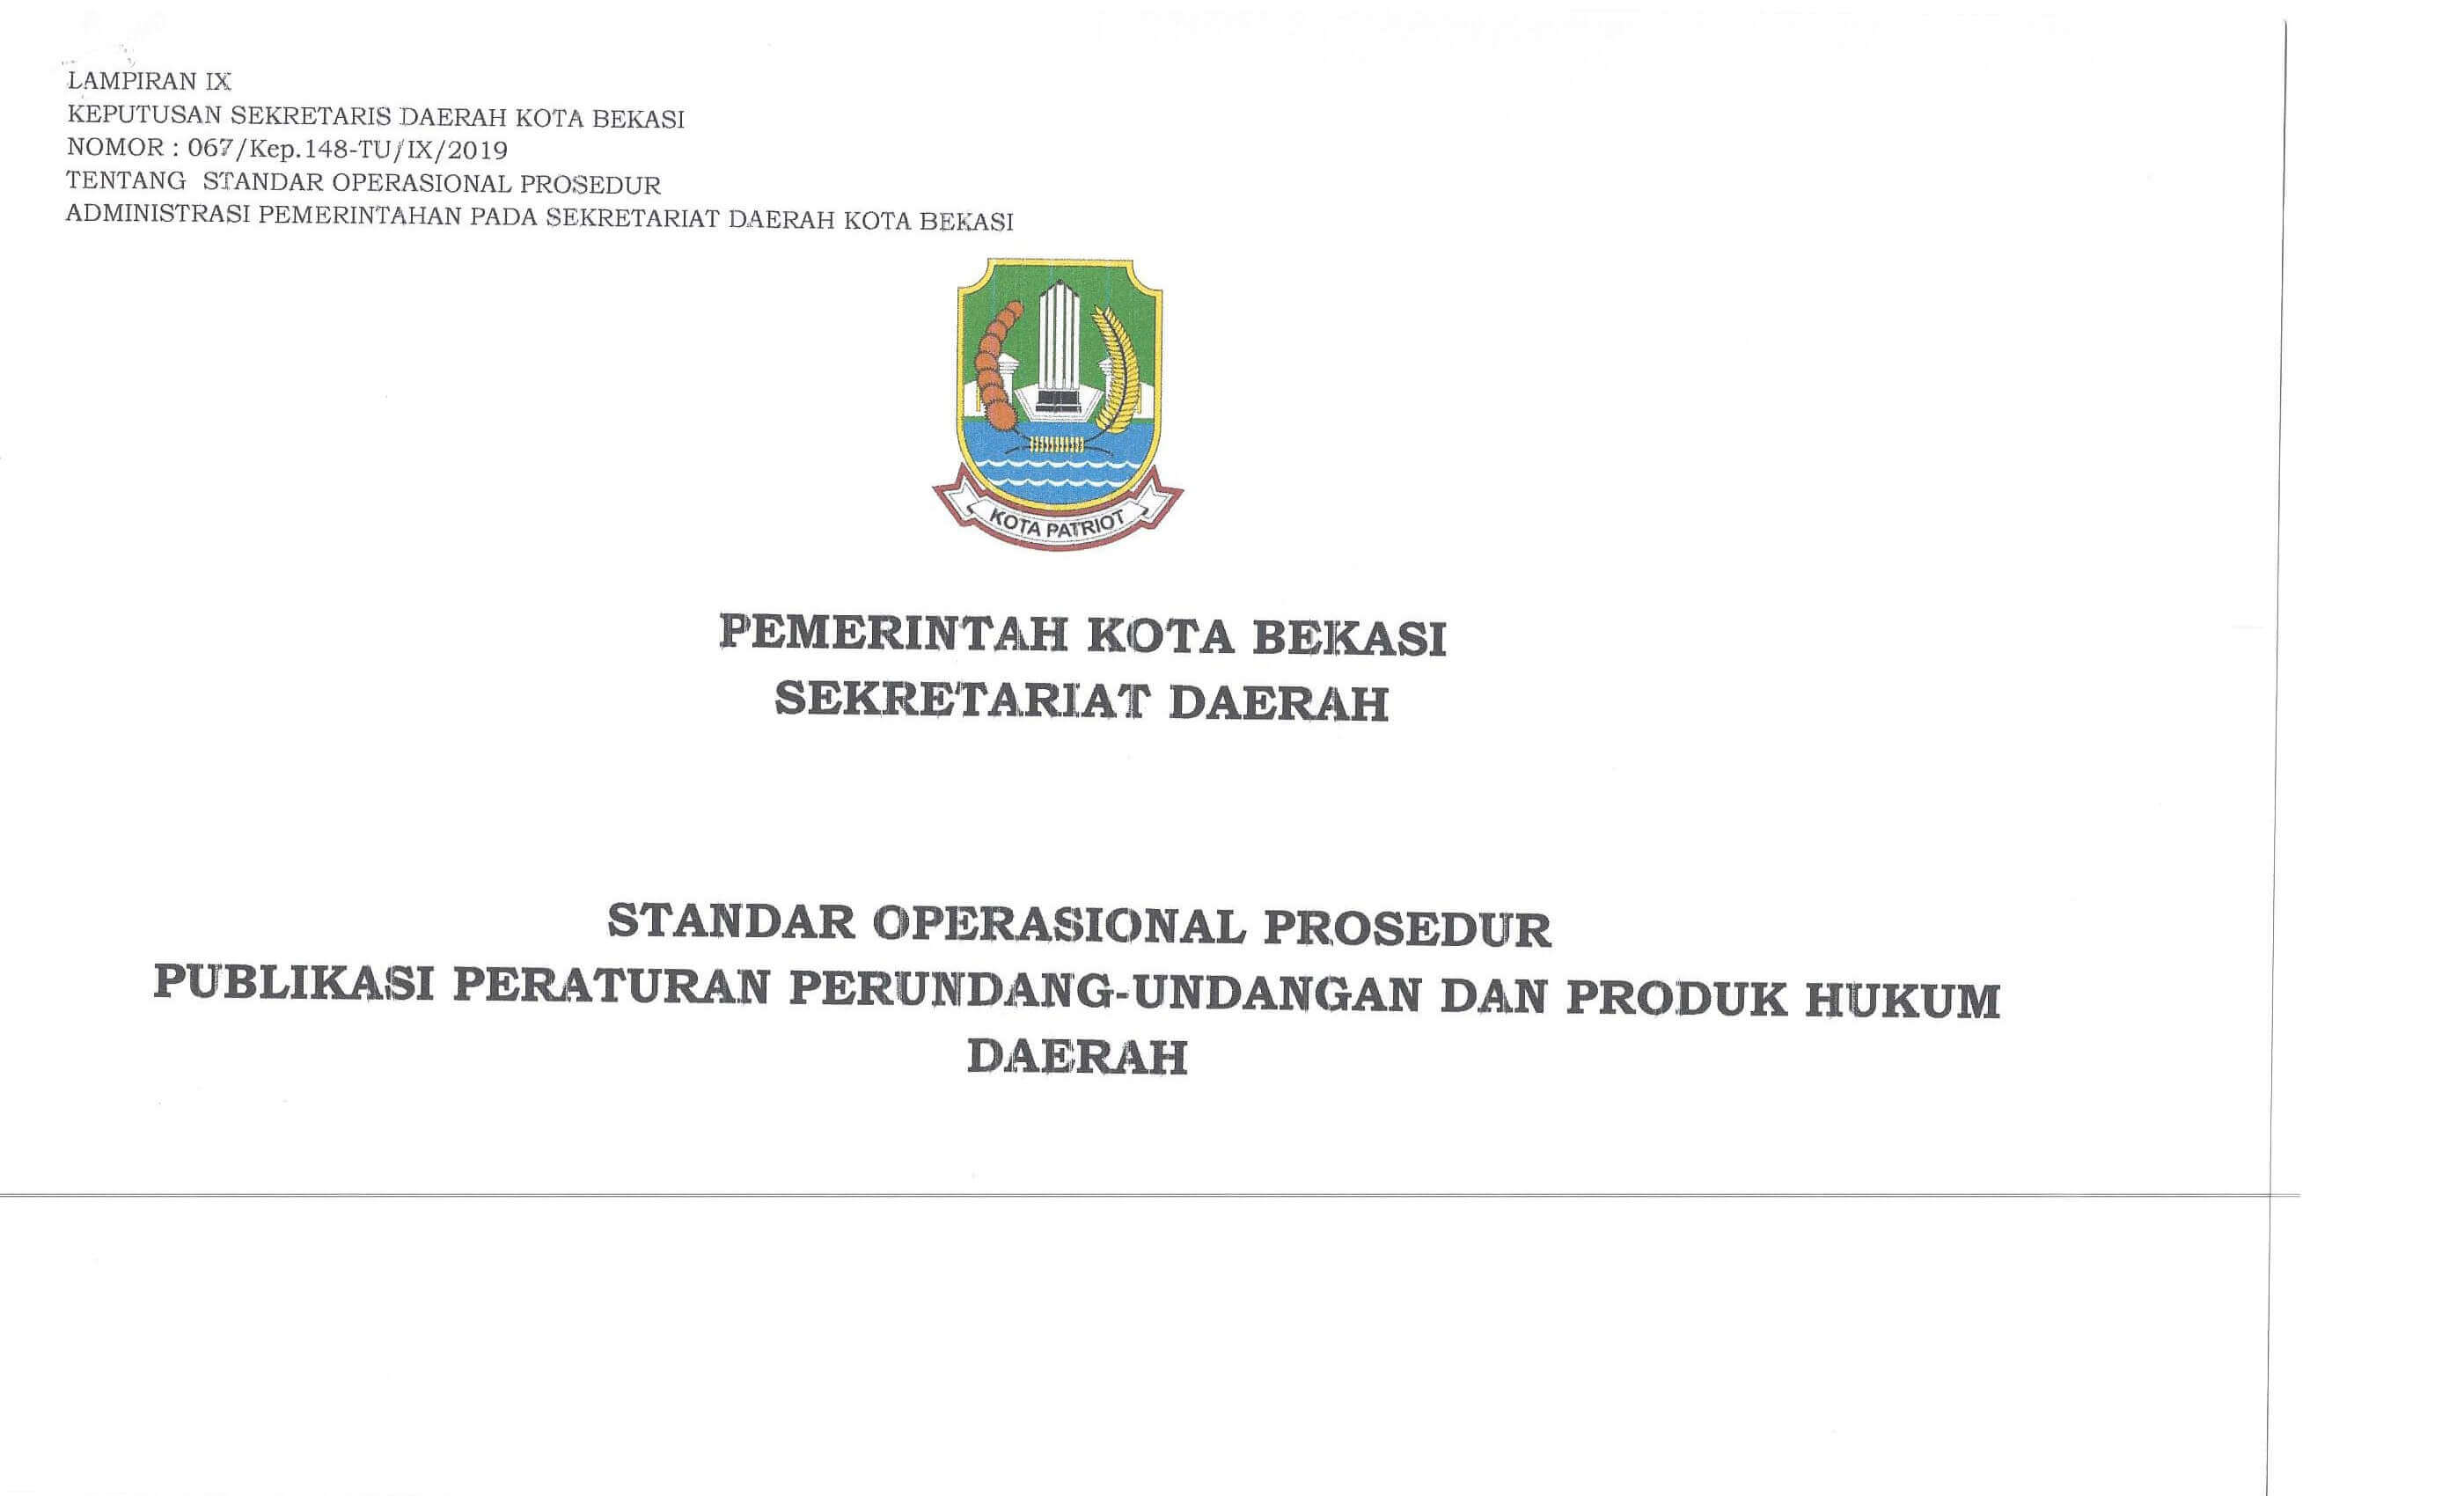 LAMPIRAN IX
KEPUTUSAN SEKRETARIS DAERAH KOTA BEKASI
NOMOR : 067/Kep.148-TU/IX/2019
TENTANG STANDAR OPERASIONAL PROSEDUR
ADMINISTRASI PEMERINTAHAN PADA SEKRETARIAT DAERAH KOTA BEKASI
KOTA PATRIOT
PEMERINTAH KOTA BEKASI
SEKRETARIAT DAERAH
STANDAR OPERASIONAL PROSEDUR
PUBLIKASI PERATURAN PERUNDANG-UNDANGAN DAN PRODUK HUKUM
DAERAH